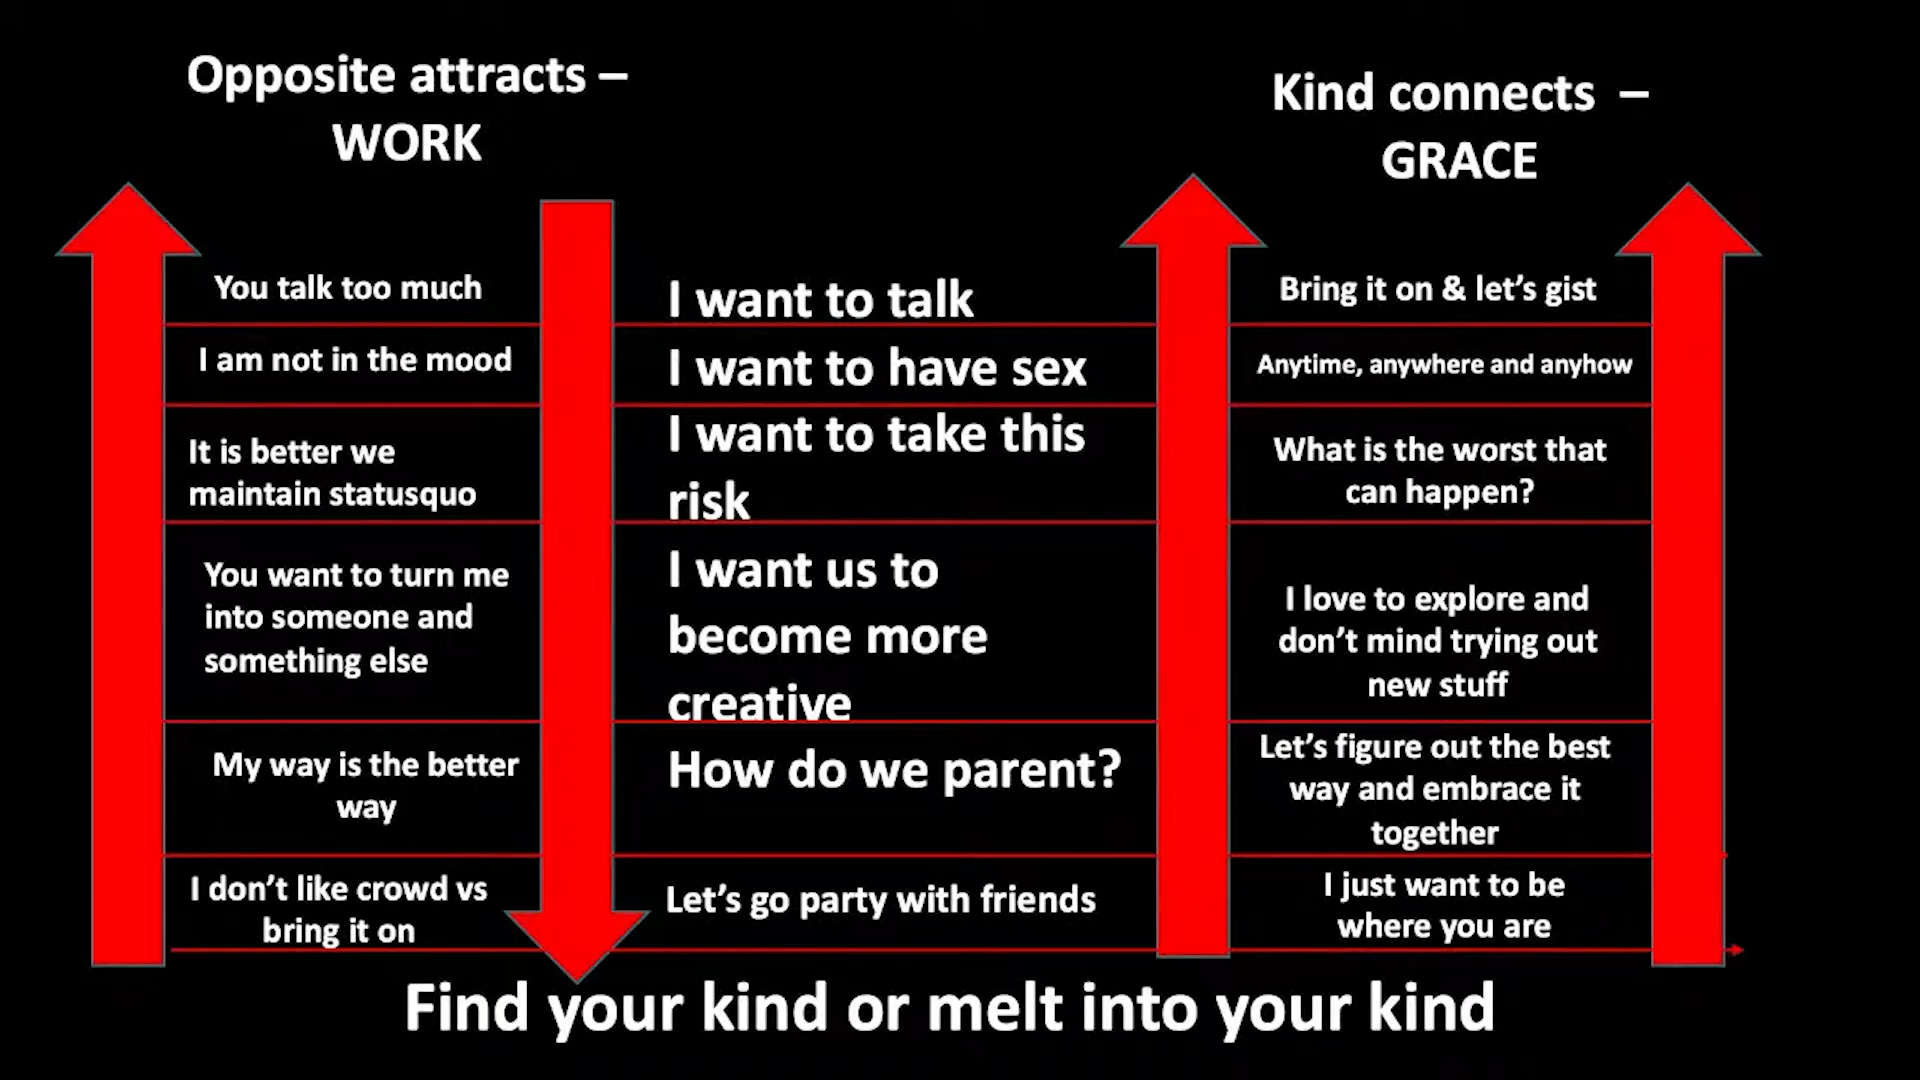 Opposite attracts –
WORK
Kind connects –
GRACE
You talk too much
I want to talk
Bring it on & let's gist
I am not in the mood
I want to have sex
Anytime, anywhere and anyhow
It is better we
maintain statusquo
I want to take this
risk
What is the worst that
can happen?
You want to turn me
into someone and
something else
I want us to
become more
creative
I love to explore and
don't mind trying out
new stuff
My way is the better
way
How do we parent?
Let's figure out the best
way and embrace it
together
I don't like crowd vs
bring it on
Let's go party with friends
I just want to be
where you are
Find your kind or melt into your kind